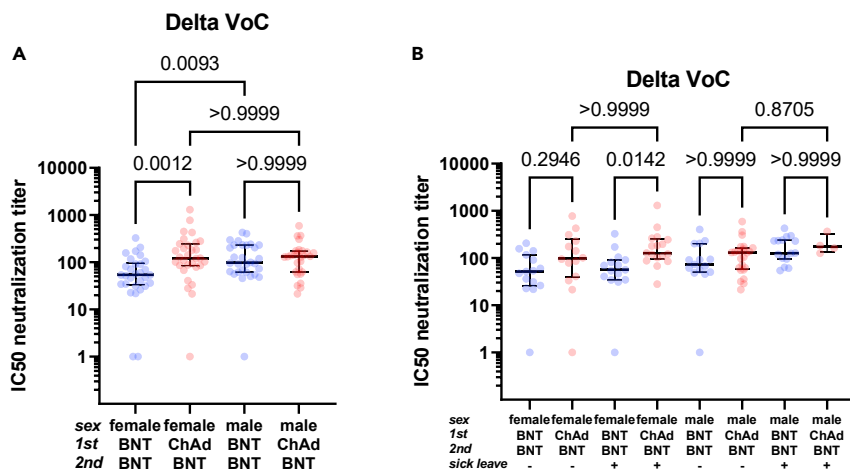 Delta VoC
A
0.0093
>0.9999
0.0012
>0.9999
10000
1000
100
10
1
IC50 neutralization titer
sex female female male male
1st BNT ChAd BNT ChAd
2nd BNT BNT BNT BNT
B
Delta VoC
>0.9999
0.8705
0.2946
0.0142
>0.9999
>0.9999
10000
1000
100
10
1
IC50 neutralization titer
sex female female female female male male male male
1st BNT ChAd BNT ChAd BNT ChAd BNT ChAd
2nd BNT BNT BNT BNT BNT BNT BNT BNT
sick leave - - + + - - + +